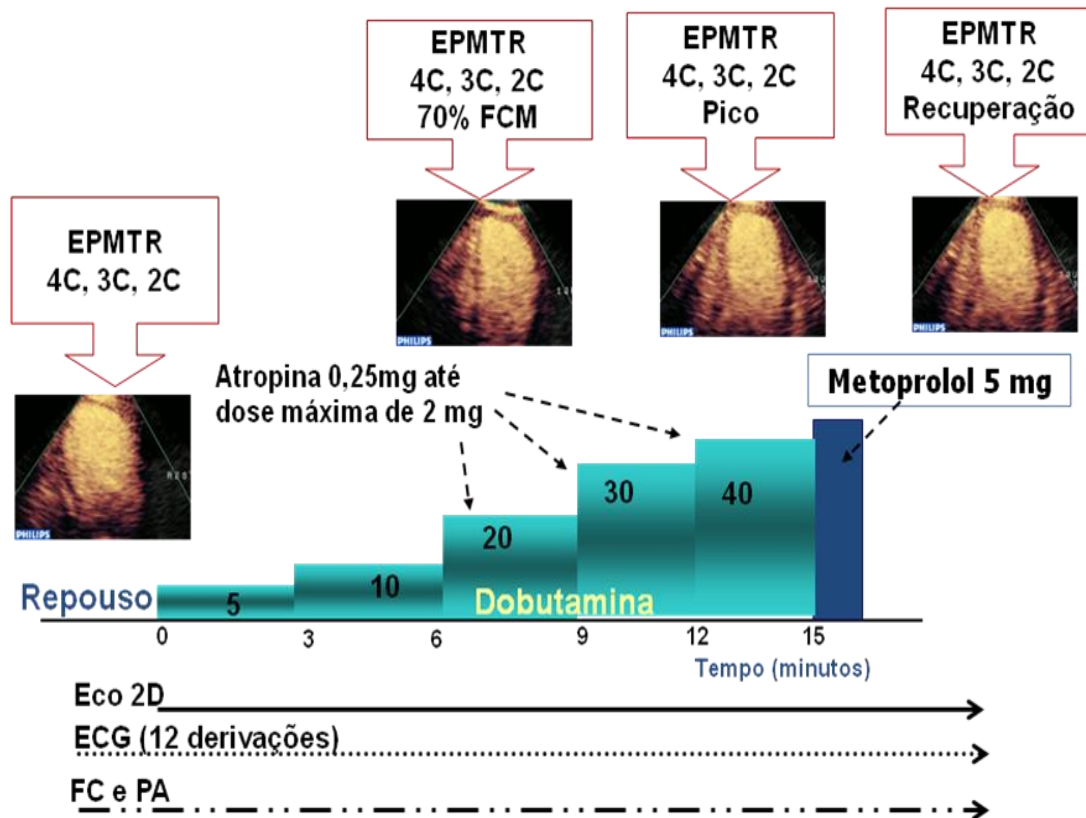 EPMTR
4C, 3C, 2C
70% FCM
EPMTR
4C, 3C, 2C
Pico
EPMTR
4C, 3C, 2C
Recuperação
EPMTR
4C, 3C, 2C
PHILIPS
PHILIPS
PHILIPS
PHILIPS
Atropina 0,25mg até
dose máxima de 2 mg
Metoprolol 5 mg
Repouso
5
10
20
30
40
Dobutamina
0
3
6
9
12
15
Tempo (minutos)
Eco 2D
ECG (12 derivações)
FC e PA